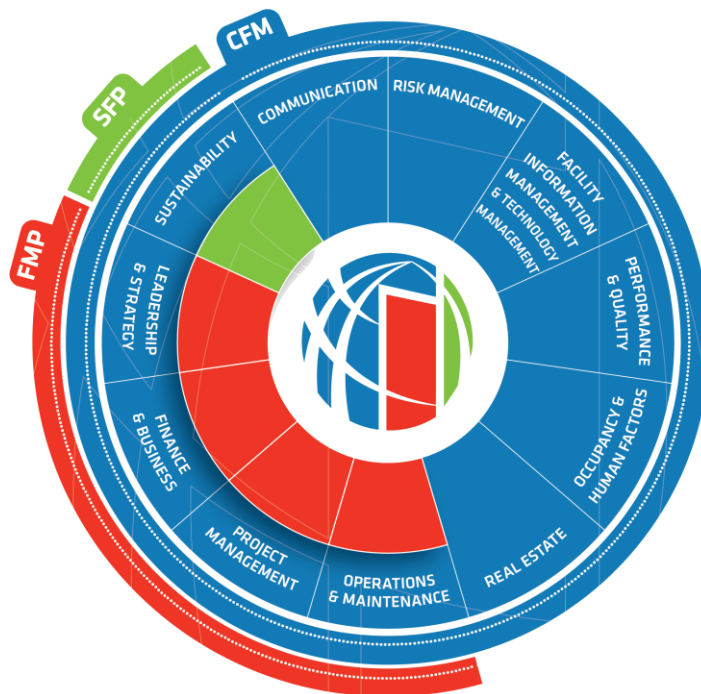 CFM
SFP
FMP
COMMUNICATION
RISK MANAGEMENT
FACILITY
INFORMATION
MANAGEMENT
& TECHNOLOGY
MANAGEMENT
PERFORMANCE
& QUALITY
OCCUPANCY &
HUMAN FACTORS
REAL ESTATE
OPERATIONS
& MAINTENANCE
PROJECT
MANAGEMENT
FINANCE
& BUSINESS
LEADERSHIP
& STRATEGY
SUSTAINABILITY